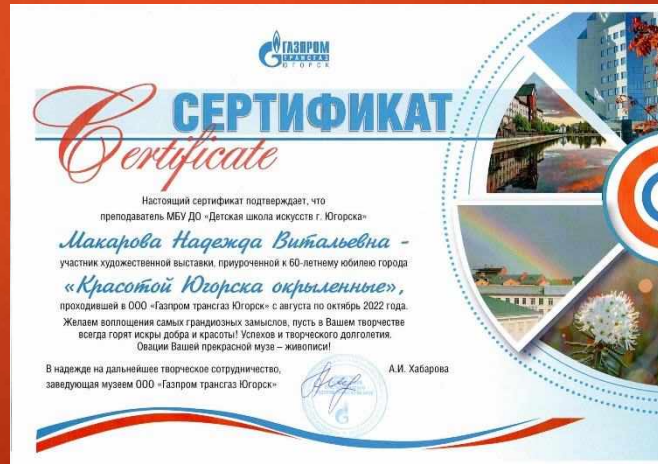 ГАЗПРОМ
ТРАНСГАЗ
ЮГОРСК
СЕРТИФИКАТ
Certificate
Настоящий сертификат подтверждает, что
преподаватель МБУ ДО «Детская школа искусств г. Югорска»
Макарова Надежда Витальевна -
участник художественной выставки, приуроченной к 60-летнему юбилею города
«Красотой Югорска окрыленные»,
проходившей в ООО «Газпром трансгаз Югорск» с августа по октябрь 2022 года.
Желаем воплощения самых грандиозных замыслов, пусть в Вашем творчестве
всегда горят искры добра и красоты! Успехов и творческого долголетия.
Овации Вашей прекрасной музе – живописи!
В надежде на дальнейшее творческое сотрудничество,
заведующая музеем ООО «Газпром трансгаз Югорск»
А.И. Хабарова